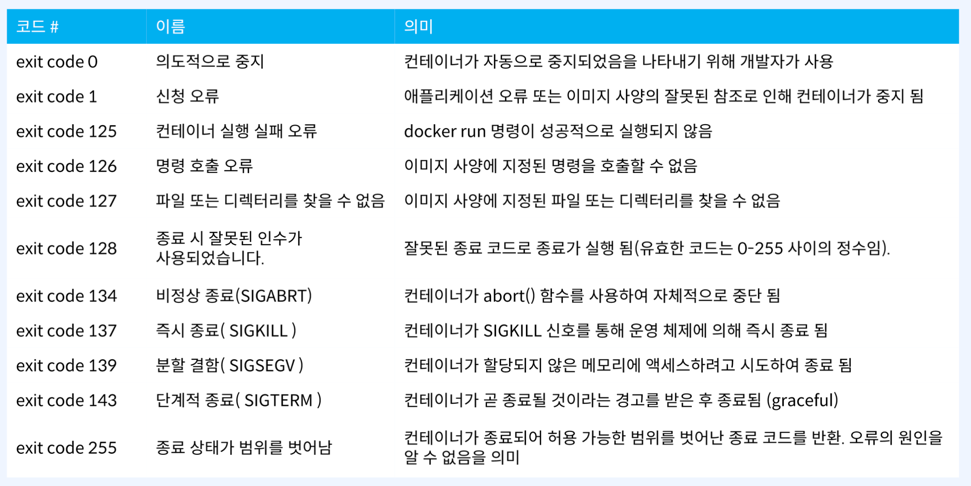 코드 # 이름 의미
exit code 0 의도적으로 중지 컨테이너가 자동으로 중지되었음을 나타내기 위해 개발자가 사용
exit code 1 신청 오류 애플리케이션 오류 또는 이미지 사양의 잘못된 참조로 인해 컨테이너가 중지 됨
exit code 125 컨테이너 실행 실패 오류 docker run 명령이 성공적으로 실행되지 않음
exit code 126 명령 호출 오류 이미지 사양에 지정된 명령을 호출할 수 없음
exit code 127 파일 또는 디렉터리를 찾을 수 없음 이미지 사양에 지정된 파일 또는 디렉터리를 찾을 수 없음
exit code 128 종료 시 잘못된 인수가
사용되었습니다. 잘못된 종료 코드로 종료가 실행 됨(유효한 코드는 0-255 사이의 정수임).
exit code 134 비정상 종료(SIGABRT) 컨테이너가 abort() 함수를 사용하여 자체적으로 중단 됨
exit code 137 즉시 종료( SIGKILL ) 컨테이너가 SIGKILL 신호를 통해 운영 체제에 의해 즉시 종료 됨
exit code 139 분할 결함( SIGSEGV ) 컨테이너가 할당되지 않은 메모리에 액세스하려고 시도하여 종료 됨
exit code 143 단계적 종료( SIGTERM ) 컨테이너가 곧 종료될 것이라는 경고를 받은 후 종료됨 (graceful)
exit code 255 종료 상태가 범위를 벗어남 컨테이너가 종료되어 허용 가능한 범위를 벗어난 종료 코드를 반환. 오류의 원인을
알 수 없음을 의미